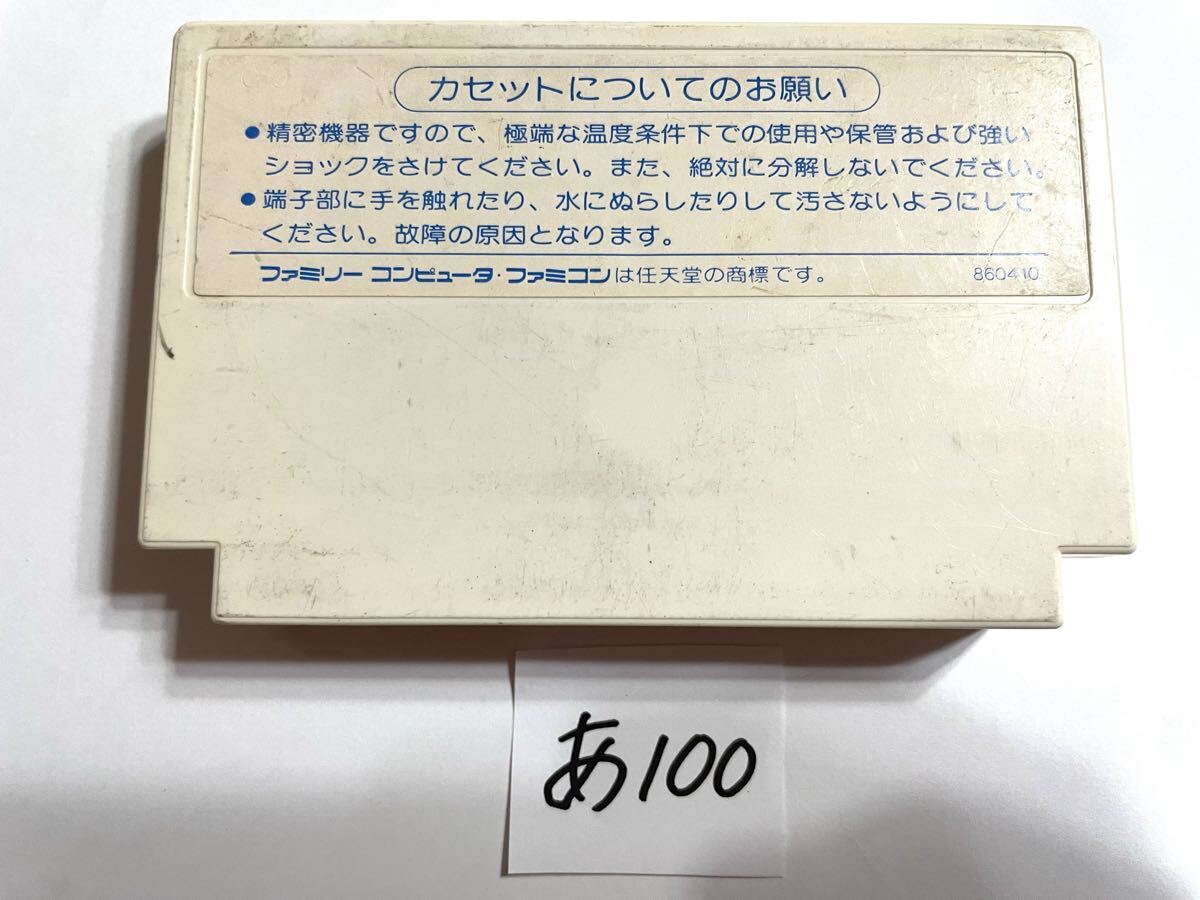 カセットについてのお願い
●精密機器ですので、極端な温度条件下での使用や保管および強い
ショックをさけてください。また、絶対に分解しないでください。
●端子部に手を触れたり、水にぬらしたりして汚さないようにして
ください。故障の原因となります。
ファミリー コンピュータ・ファミコンは任天堂の商標です。 860410
あ100